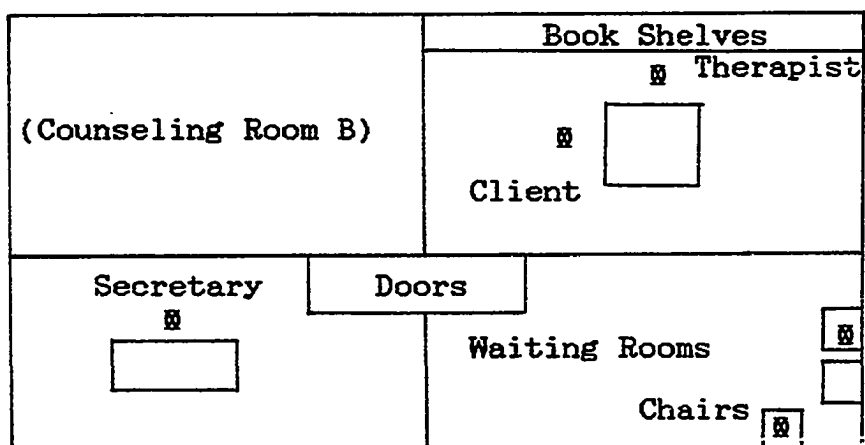 Book Shelves
Therapist
(Counseling Room B)
Client
Secretary
Doors
Waiting Rooms
Chairs